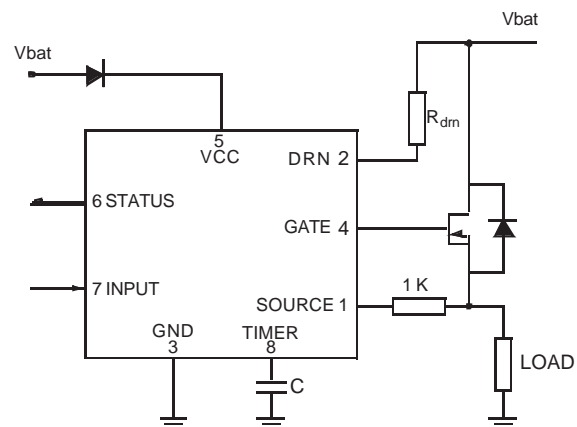 Vbat
Vbat
Rdrn
5
VCC
DRN 2
6 STATUS
GATE 4
7 INPUT
1 K
SOURCE 1
GND
3
TIMER
8
C
LOAD